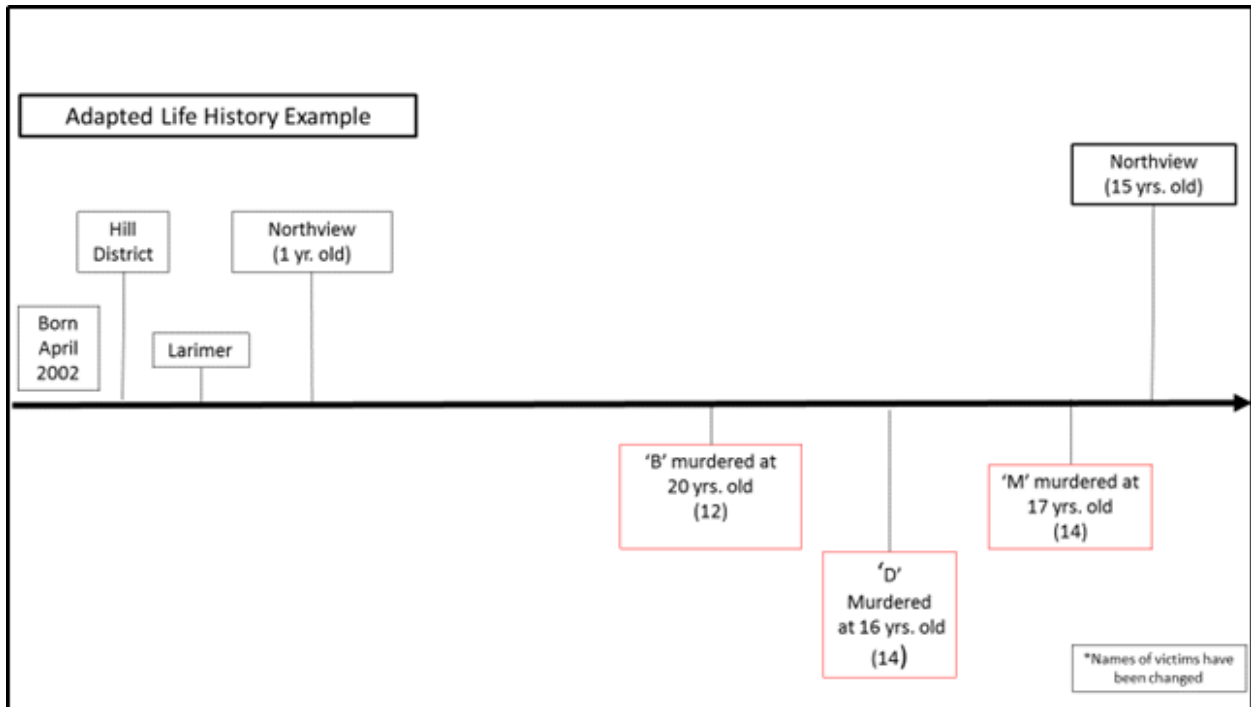 Adapted Life History Example
Northview
(15 yrs. old)
Hill
District
Northview
(1 yr. old)
Born
April
2002
Larimer
‘B’ murdered at
20 yrs. old
(12)
‘M’ murdered at
17 yrs. old
(14)
‘D’
Murdered
at 16 yrs. old
(14)
*Names of victims have
been changed